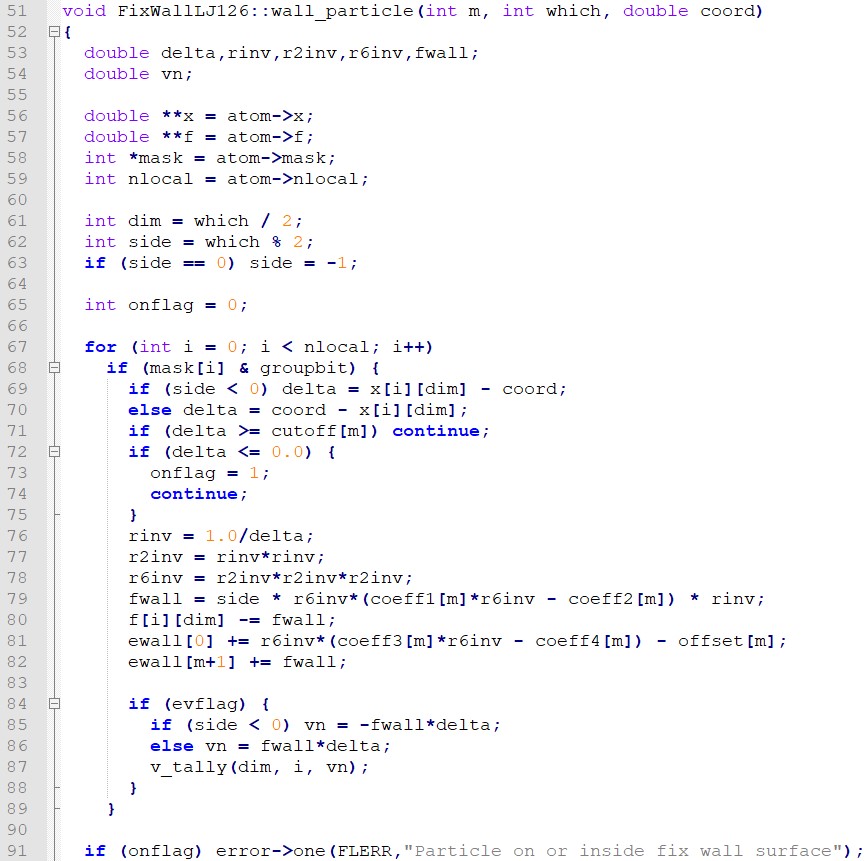 51 void FixWallLJ126::wall_particle(int m, int which, double coord)
52 {
53   double delta,rinv,r2inv,r6inv,fwall;
54   double vn;
55
56   double **x = atom->x;
57   double **f = atom->f;
58   int *mask = atom->mask;
59   int nlocal = atom->nlocal;
60
61   int dim = which / 2;
62   int side = which % 2;
63   if (side == 0) side = -1;
64
65   int onflag = 0;
66
67   for (int i = 0; i < nlocal; i++)
68     if (mask[i] & groupbit) {
69       if (side < 0) delta = x[i][dim] - coord;
70       else delta = coord - x[i][dim];
71       if (delta >= cutoff[m]) continue;
72       if (delta <= 0.0) {
73         onflag = 1;
74         continue;
75       }
76       rinv = 1.0/delta;
77       r2inv = rinv*rinv;
78       r6inv = r2inv*r2inv*r2inv;
79       fwall = side * r6inv*(coeff1[m]*r6inv - coeff2[m]) * rinv;
80       f[i][dim] -= fwall;
81       ewall[0] += r6inv*(coeff3[m]*r6inv - coeff4[m]) - offset[m];
82       ewall[m+1] += fwall;
83
84       if (evflag) {
85         if (side < 0) vn = -fwall*delta;
86         else vn = fwall*delta;
87         v_tally(dim, i, vn);
88       }
89     }
90
91   if (onflag) error->one(FLERR,"Particle on or inside fix wall surface");